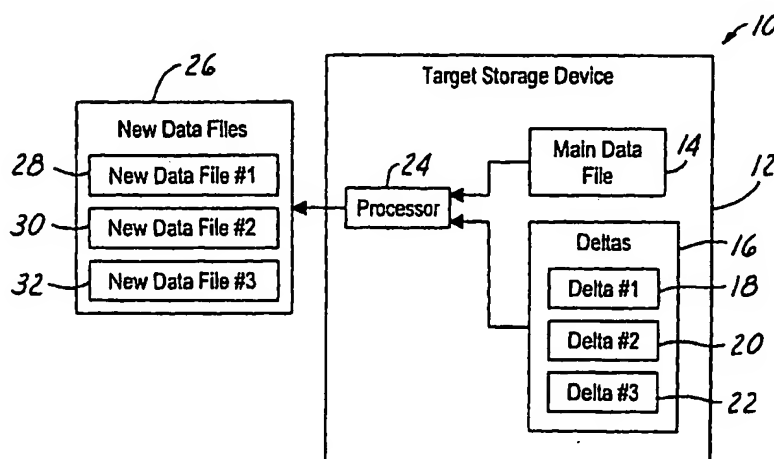 10
26
Target Storage Device
New Data Files
28
New Data File #1
24
Main Data
File
14
12
30
New Data File #2
Processor
32
New Data File #3
Deltas
16
Delta #1
18
Delta #2
20
Delta #3
22